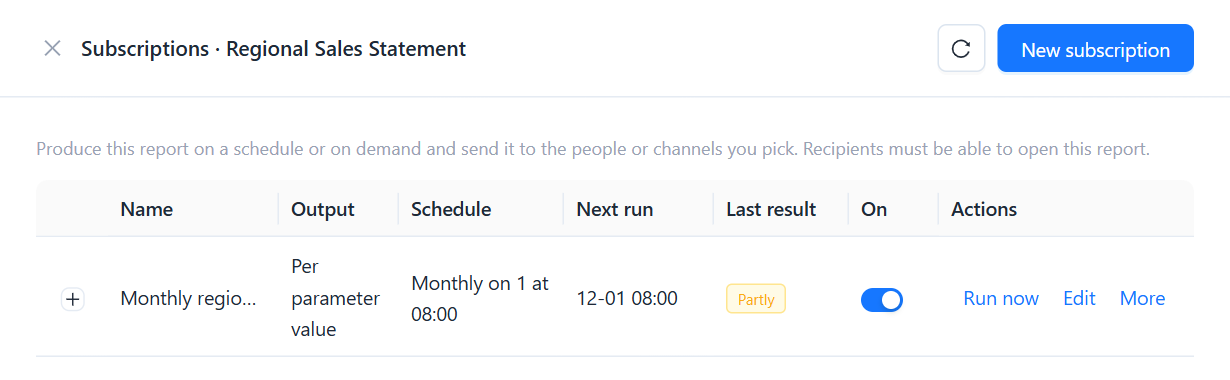 Subscriptions · Regional Sales Statement
New subscription
Produce this report on a schedule or on demand and send it to the people or channels you pick. Recipients must be able to open this report.
Name Output Schedule Next run Last result On Actions
Monthly regio... Per parameter value Monthly on 1 at 08:00 12-01 08:00 Partly Run now Edit More